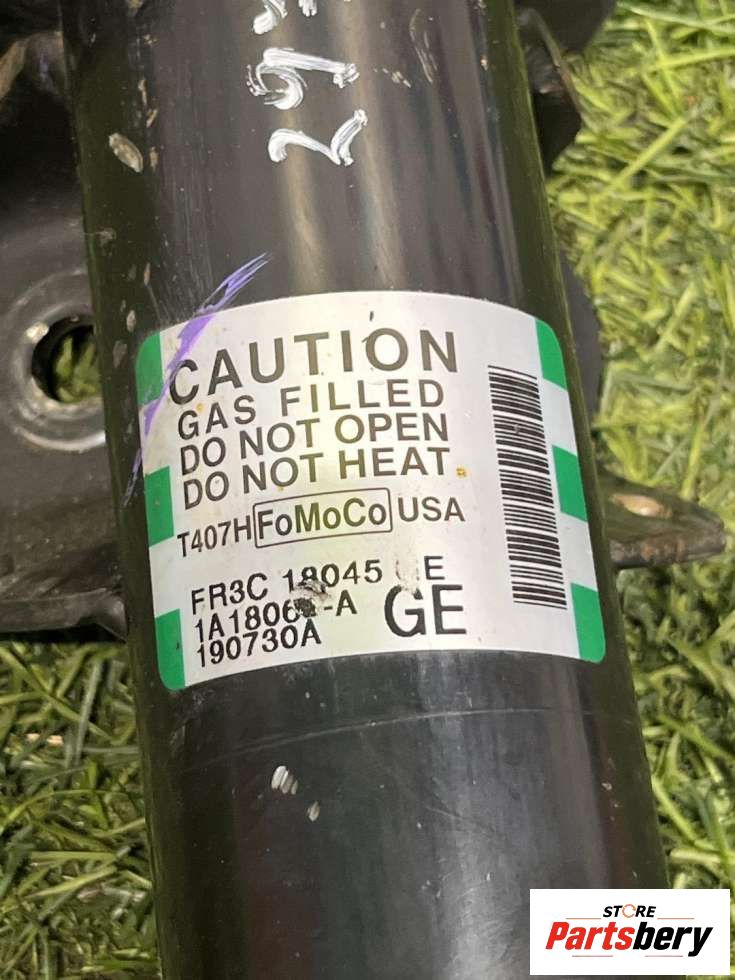 CAUTION
GAS FILLED
DO NOT OPEN
DO NOT HEAT.
T407H FoMoCo USA
FR3C 18045 E
GE
190730A
STORE
Partsbery